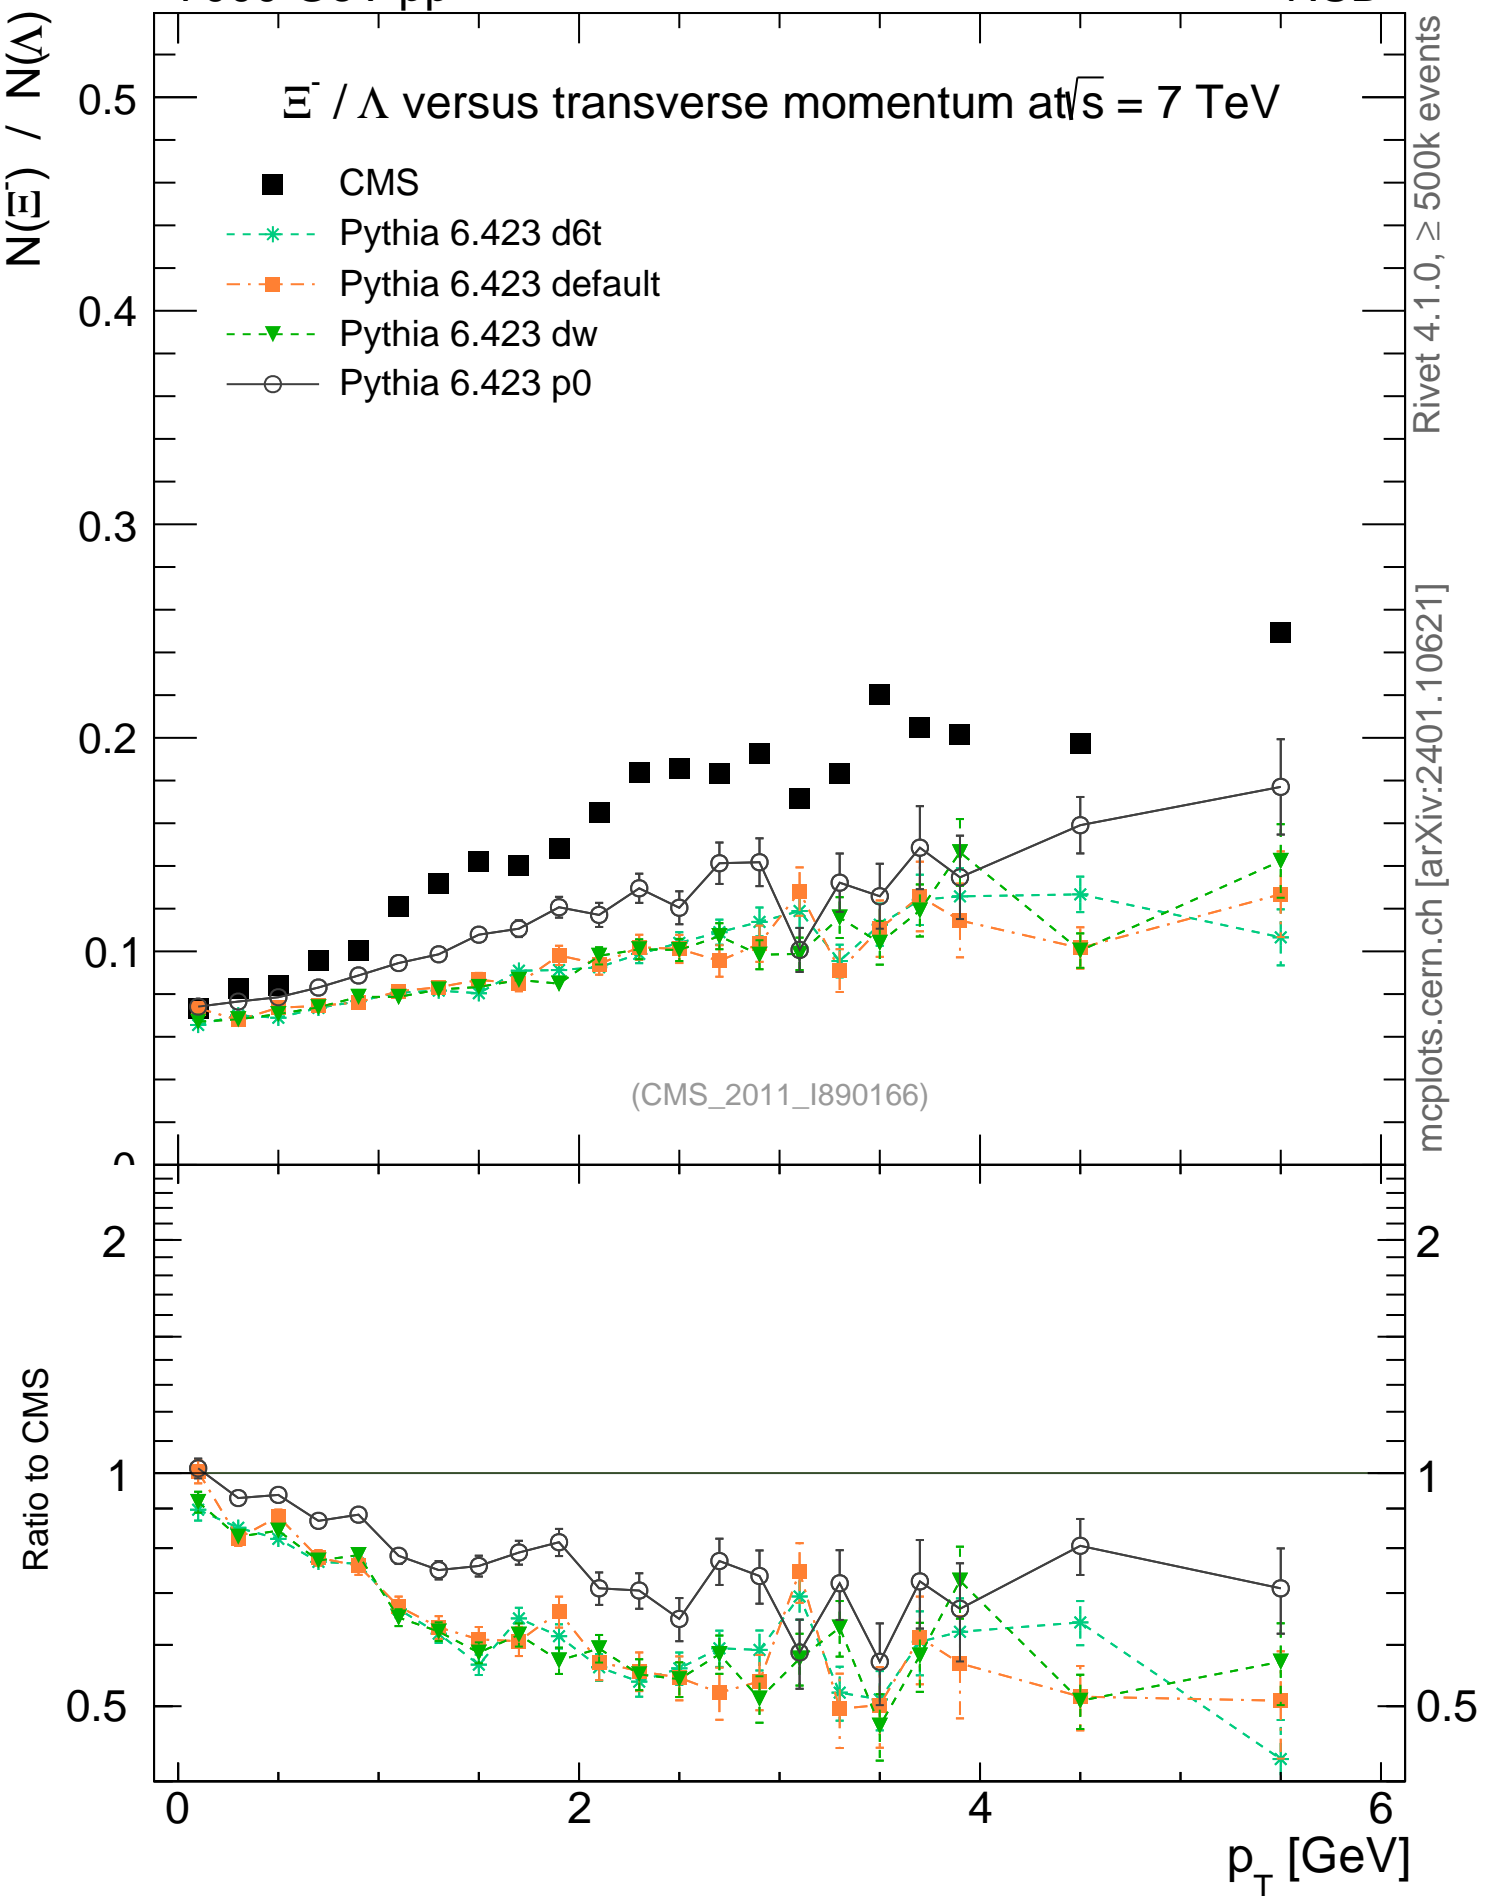 Ξ⁻ / Λ versus transverse momentum at √s = 7 TeV
CMS
Pythia 6.423 d6t
Pythia 6.423 default
Pythia 6.423 dw
Pythia 6.423 p0
N(Ξ⁻) / N(Λ)
0.5
0.4
0.3
0.2
0.1
(CMS_2011_I890166)
Rivet 4.1.0, ≥ 500k events
mcplots.cern.ch [arXiv:2401.10621]
Ratio to CMS
2
1
0.5
2
1
0.5
0 2 4 6
p_T [GeV]